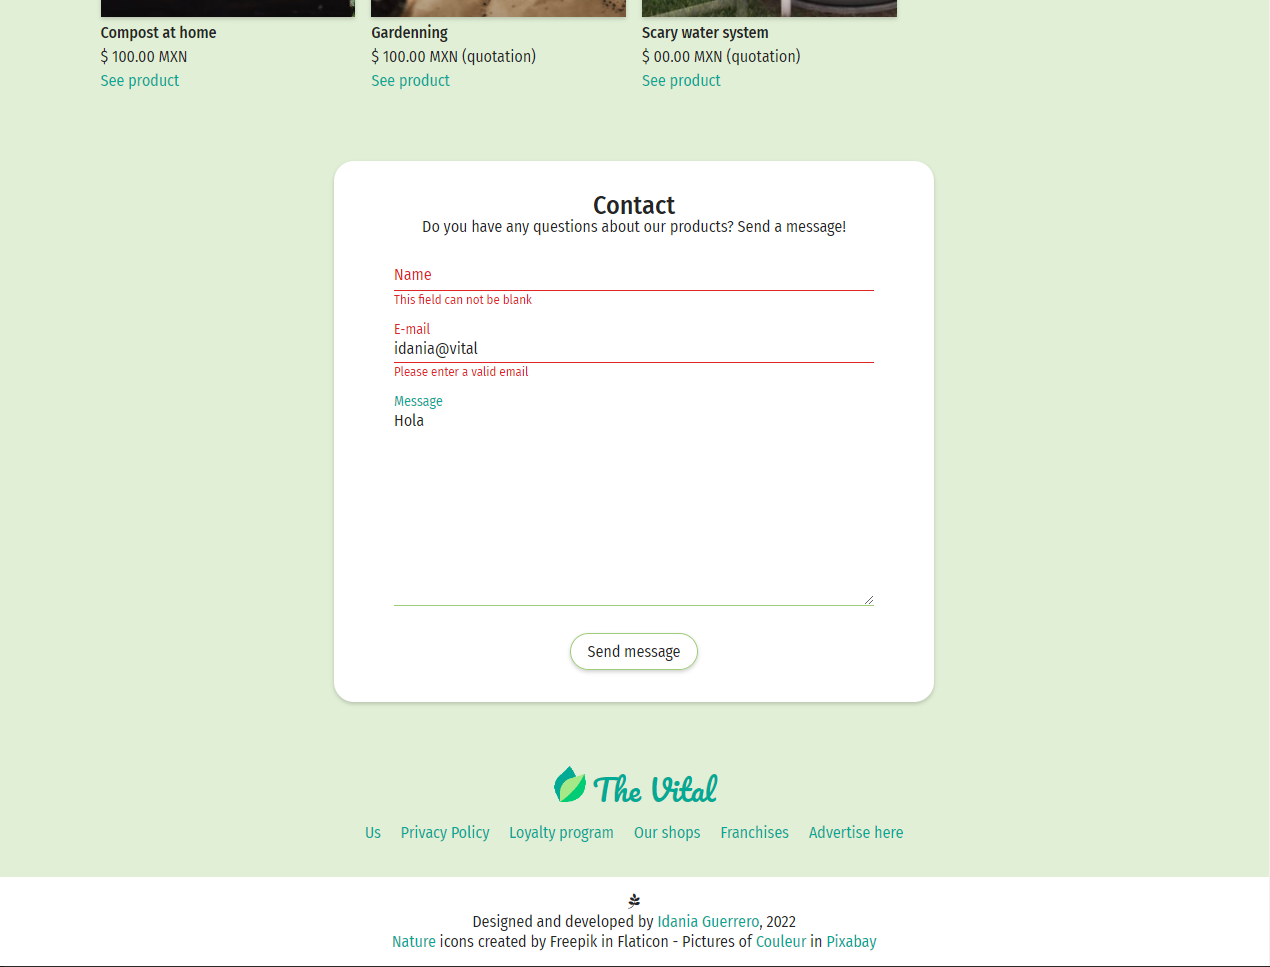 Compost at home
$ 100.00 MXN
See product
Gardenning
$ 100.00 MXN (quotation)
See product
Scary water system
$ 00.00 MXN (quotation)
See product
Contact
Do you have any questions about our products? Send a message!
Name
This field can not be blank
E-mail
idania@vital
Please enter a valid email
Message
Hola
Send message
The Vital
Us Privacy Policy Loyalty program Our shops Franchises Advertise here
Designed and developed by Idania Guerrero, 2022
Nature icons created by Freepik in Flaticon - Pictures of Couleur in Pixabay